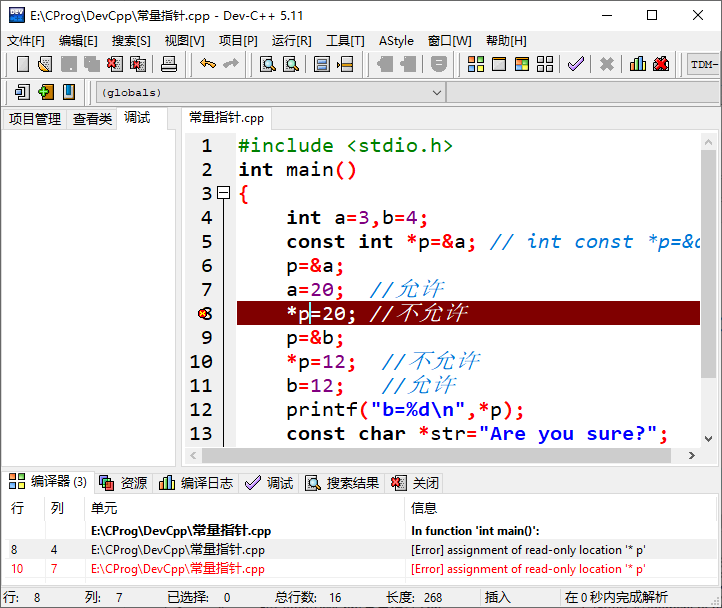 E:\CProg\DevCpp\常量指针.cpp - Dev-C++ 5.11
文件[F] 编辑[E] 搜索[S] 视图[V] 项目[P] 运行[R] 工具[T] AStyle 窗口[W] 帮助[H]
TDM-
(globals)
项目管理 查看类 调试 常量指针.cpp
1 #include <stdio.h>
2 int main()
3 {
4 int a=3,b=4;
5 const int *p=&a; // int const *p=&a
6 p=&a;
7 a=20; //允许
8 *p=20; //不允许
9 p=&b;
10 *p=12; //不允许
11 b=12; //允许
12 printf("b=%d\n",*p);
13 const char *str="Are you sure?";
编译器 (3) 资源 编译日志 调试 搜索结果 关闭
行 列 单元 信息
E:\CProg\DevCpp\常量指针.cpp In function 'int main()':
8 4 E:\CProg\DevCpp\常量指针.cpp [Error] assignment of read-only location '* p'
10 7 E:\CProg\DevCpp\常量指针.cpp [Error] assignment of read-only location '* p'
行: 8 列: 7 已选择: 0 总行数: 16 长度: 268 插入 在 0 秒内完成解析